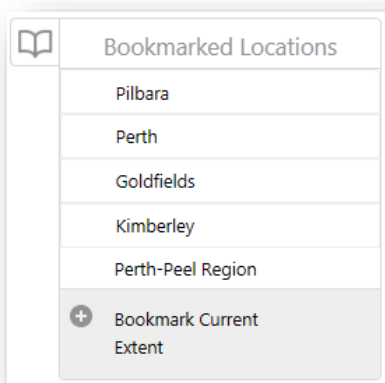 Bookmarked Locations
Pilbara
Perth
Goldfields
Kimberley
Perth-Peel Region
Bookmark Current
Extent